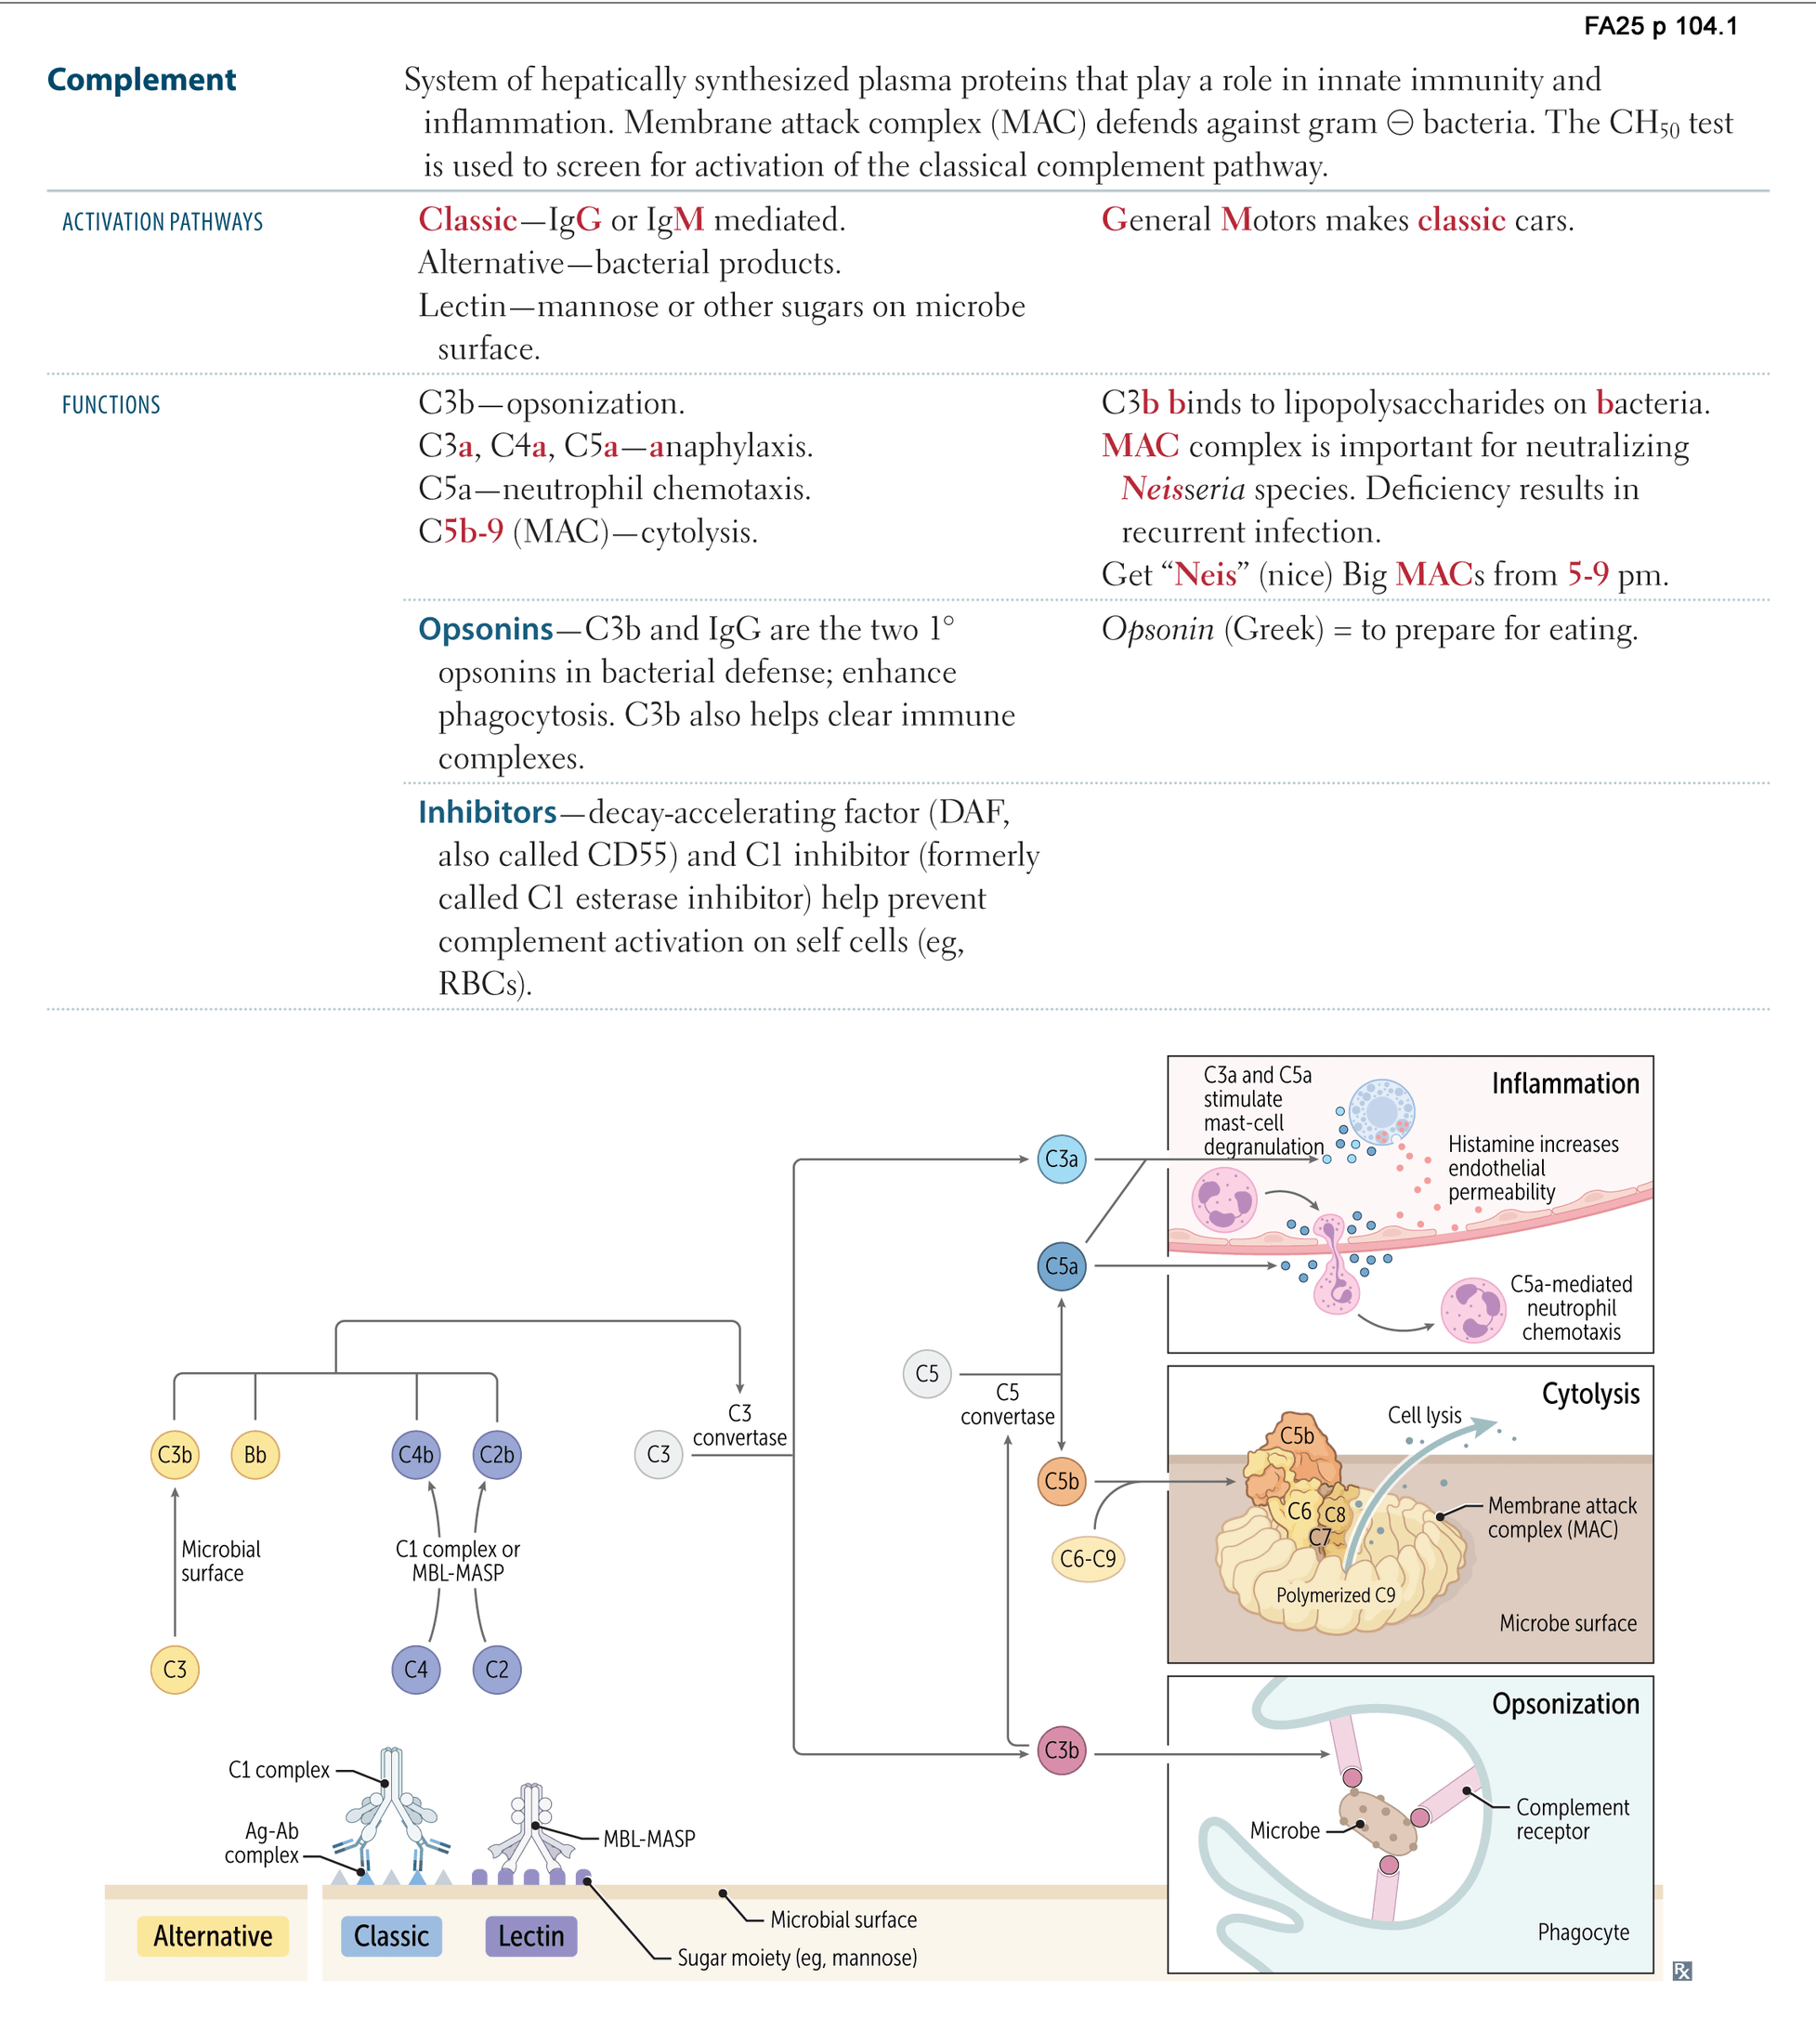 FA25 p 104.1
Complement
System of hepatically synthesized plasma proteins that play a role in innate immunity and
inflammation. Membrane attack complex (MAC) defends against gram ⊖ bacteria. The CH50 test
is used to screen for activation of the classical complement pathway.
ACTIVATION PATHWAYS
Classic—IgG or IgM mediated.
Alternative—bacterial products.
Lectin—mannose or other sugars on microbe
surface.
General Motors makes classic cars.
FUNCTIONS
C3b—opsonization.
C3a, C4a, C5a—anaphylaxis.
C5a—neutrophil chemotaxis.
C5b-9 (MAC)—cytolysis.
C3b binds to lipopolysaccharides on bacteria.
MAC complex is important for neutralizing
Neisseria species. Deficiency results in
recurrent infection.
Get “Neis” (nice) Big MACs from 5-9 pm.
Opsonins—C3b and IgG are the two 1°
opsonins in bacterial defense; enhance
phagocytosis. C3b also helps clear immune
complexes.
Opsonin (Greek) = to prepare for eating.
Inhibitors—decay-accelerating factor (DAF,
also called CD55) and C1 inhibitor (formerly
called C1 esterase inhibitor) help prevent
complement activation on self cells (eg,
RBCs).
C3b
Bb
C4b
C2b
Microbial
surface
C1 complex or
MBL-MASP
C3
C4
C2
C1 complex
Ag-Ab
complex
MBL-MASP
Microbial surface
Sugar moiety (eg, mannose)
Alternative
Classic
Lectin
C3
C3
convertase
C3a
C5a
C5
C5
convertase
C5b
C6-C9
C3b
Inflammation
C3a and C5a
stimulate
mast-cell
degranulation
Histamine increases
endothelial
permeability
C5a-mediated
neutrophil
chemotaxis
Cytolysis
Cell lysis
C5b
C6
C8
C7
Membrane attack
complex (MAC)
Polymerized C9
Microbe surface
Opsonization
Microbe
Complement
receptor
Phagocyte
Rx